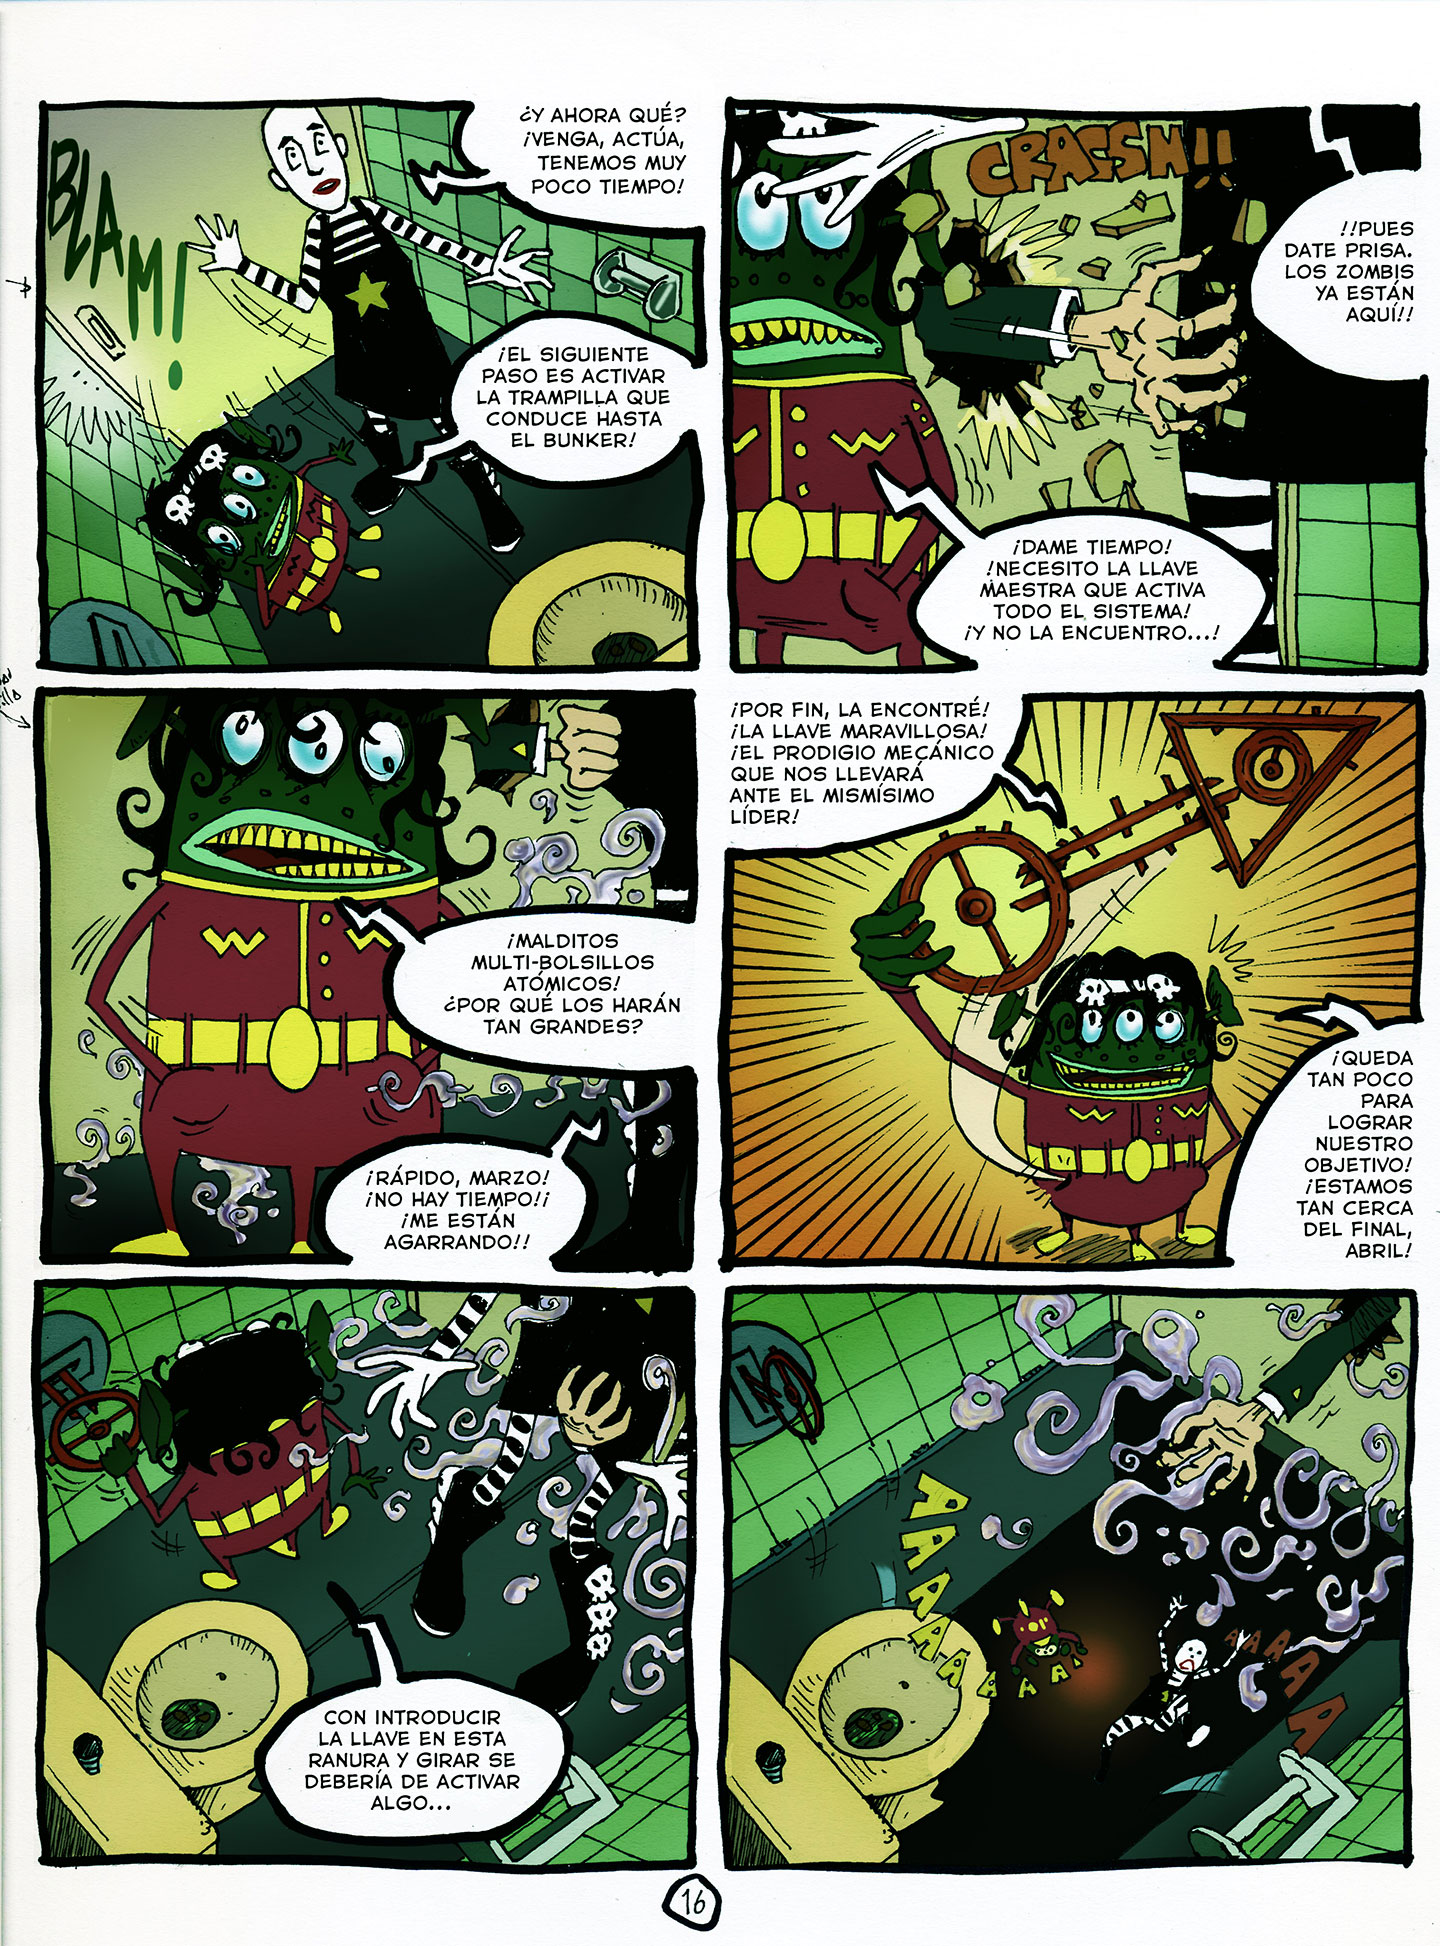 BLAM!
¿Y AHORA QUÉ?
¡VENGA, ACTÚA,
TENEMOS MUY
POCO TIEMPO!
¡EL SIGUIENTE
PASO ES ACTIVAR
LA TRAMPILLA QUE
CONDUCE HASTA
EL BUNKER!
CRACSSH!!
!!PUES
DATE PRISA.
LOS ZOMBIS
YA ESTÁN
AQUÍ!!
¡DAME TIEMPO!
!NECESITO LA LLAVE
MAESTRA QUE ACTIVA
TODO EL SISTEMA!
¡Y NO LA ENCUENTRO...!
¡MALDITOS
MULTI-BOLSILLOS
ATÓMICOS!
¿POR QUÉ LOS HARÁN
TAN GRANDES?
¡RÁPIDO, MARZO!
¡NO HAY TIEMPO!¡
¡ME ESTÁN
AGARRANDO!!
¡POR FIN, LA ENCONTRÉ!
¡LA LLAVE MARAVILLOSA!
¡EL PRODIGIO MECÁNICO
QUE NOS LLEVARÁ
ANTE EL MISMÍSIMO
LÍDER!
¡QUEDA
TAN POCO
PARA
LOGRAR
NUESTRO
OBJETIVO!
¡ESTAMOS
TAN CERCA
DEL FINAL,
ABRIL!
CON INTRODUCIR
LA LLAVE EN ESTA
RANURA Y GIRAR SE
DEBERÍA DE ACTIVAR
ALGO...
AAAAAAAAAAA
AAAAAA
16